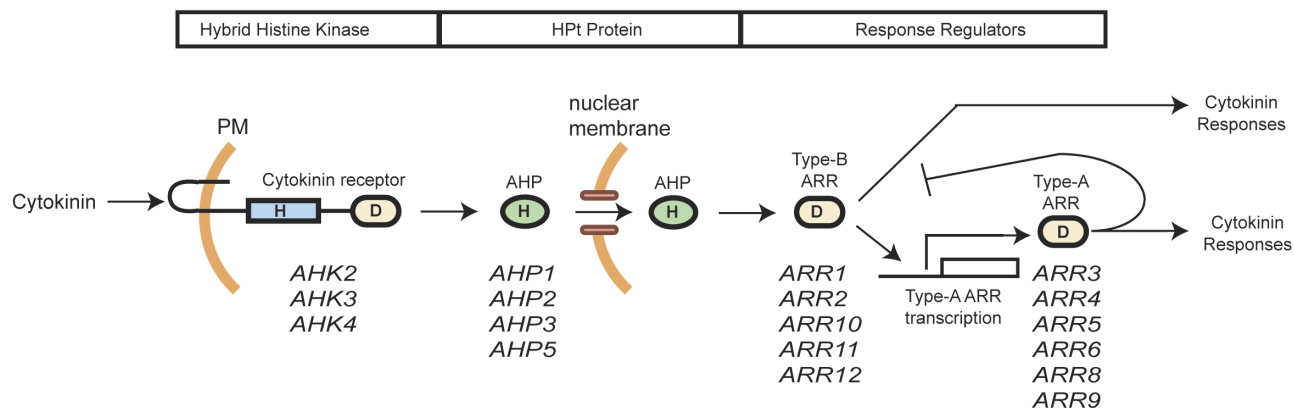 Hybrid Histine Kinase
HPt Protein
Response Regulators
nuclear
membrane
PM
Cytokinin
Responses
Cytokinin
Cytokinin receptor
H
D
AHP
H
AHP
H
Type-B
ARR
D
Type-A
ARR
D
Cytokinin
Responses
Type-A ARR
transcription
AHK2
AHK3
AHK4
AHP1
AHP2
AHP3
AHP5
ARR1
ARR2
ARR10
ARR11
ARR12
ARR3
ARR4
ARR5
ARR6
ARR8
ARR9